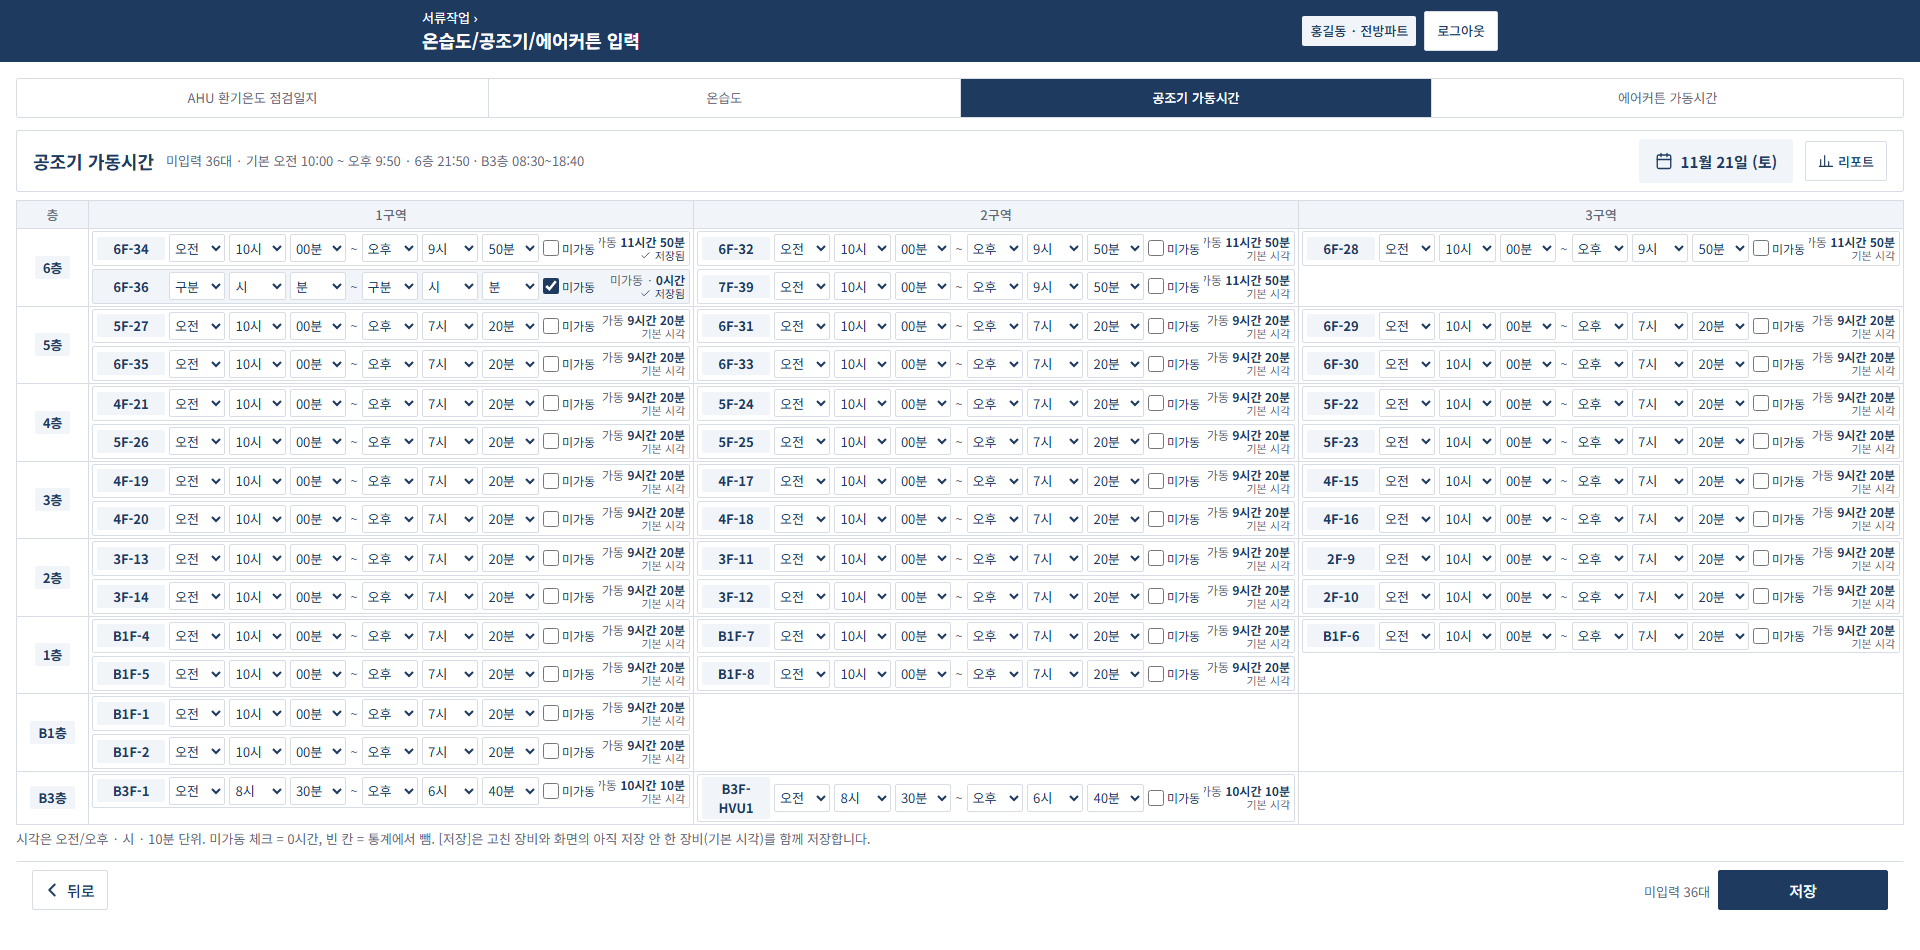 서류작업 ›
온습도/공조기/에어커튼 입력
홍길동 · 전방파트
로그아웃
AHU 환기온도 점검일지
온습도
공조기 가동시간
에어커튼 가동시간
공조기 가동시간 미입력 36대 · 기본 오전 10:00 ~ 오후 9:50 · 6층 21:50 · B3층 08:30~18:40
11월 21일 (토)
리포트
층 1구역 2구역 3구역
6층
6F-34 오전 10시 00분 ~ 오후 9시 50분 미가동 가동 11시간 50분 ✓ 저장됨
6F-32 오전 10시 00분 ~ 오후 9시 50분 미가동 가동 11시간 50분 기본 시각
6F-28 오전 10시 00분 ~ 오후 9시 50분 미가동 가동 11시간 50분 기본 시각
6F-36 구분 시 분 ~ 구분 시 분 미가동 미가동 · 0시간 ✓ 저장됨
7F-39 오전 10시 00분 ~ 오후 9시 50분 미가동 가동 11시간 50분 기본 시각
5층
5F-27 오전 10시 00분 ~ 오후 7시 20분 미가동 가동 9시간 20분 기본 시각
6F-31 오전 10시 00분 ~ 오후 7시 20분 미가동 가동 9시간 20분 기본 시각
6F-29 오전 10시 00분 ~ 오후 7시 20분 미가동 가동 9시간 20분 기본 시각
6F-35 오전 10시 00분 ~ 오후 7시 20분 미가동 가동 9시간 20분 기본 시각
6F-33 오전 10시 00분 ~ 오후 7시 20분 미가동 가동 9시간 20분 기본 시각
6F-30 오전 10시 00분 ~ 오후 7시 20분 미가동 가동 9시간 20분 기본 시각
4층
4F-21 오전 10시 00분 ~ 오후 7시 20분 미가동 가동 9시간 20분 기본 시각
5F-24 오전 10시 00분 ~ 오후 7시 20분 미가동 가동 9시간 20분 기본 시각
5F-22 오전 10시 00분 ~ 오후 7시 20분 미가동 가동 9시간 20분 기본 시각
5F-26 오전 10시 00분 ~ 오후 7시 20분 미가동 가동 9시간 20분 기본 시각
5F-25 오전 10시 00분 ~ 오후 7시 20분 미가동 가동 9시간 20분 기본 시각
5F-23 오전 10시 00분 ~ 오후 7시 20분 미가동 가동 9시간 20분 기본 시각
3층
4F-19 오전 10시 00분 ~ 오후 7시 20분 미가동 가동 9시간 20분 기본 시각
4F-17 오전 10시 00분 ~ 오후 7시 20분 미가동 가동 9시간 20분 기본 시각
4F-15 오전 10시 00분 ~ 오후 7시 20분 미가동 가동 9시간 20분 기본 시각
4F-20 오전 10시 00분 ~ 오후 7시 20분 미가동 가동 9시간 20분 기본 시각
4F-18 오전 10시 00분 ~ 오후 7시 20분 미가동 가동 9시간 20분 기본 시각
4F-16 오전 10시 00분 ~ 오후 7시 20분 미가동 가동 9시간 20분 기본 시각
2층
3F-13 오전 10시 00분 ~ 오후 7시 20분 미가동 가동 9시간 20분 기본 시각
3F-11 오전 10시 00분 ~ 오후 7시 20분 미가동 가동 9시간 20분 기본 시각
2F-9 오전 10시 00분 ~ 오후 7시 20분 미가동 가동 9시간 20분 기본 시각
3F-14 오전 10시 00분 ~ 오후 7시 20분 미가동 가동 9시간 20분 기본 시각
3F-12 오전 10시 00분 ~ 오후 7시 20분 미가동 가동 9시간 20분 기본 시각
2F-10 오전 10시 00분 ~ 오후 7시 20분 미가동 가동 9시간 20분 기본 시각
1층
B1F-4 오전 10시 00분 ~ 오후 7시 20분 미가동 가동 9시간 20분 기본 시각
B1F-7 오전 10시 00분 ~ 오후 7시 20분 미가동 가동 9시간 20분 기본 시각
B1F-6 오전 10시 00분 ~ 오후 7시 20분 미가동 가동 9시간 20분 기본 시각
B1F-5 오전 10시 00분 ~ 오후 7시 20분 미가동 가동 9시간 20분 기본 시각
B1F-8 오전 10시 00분 ~ 오후 7시 20분 미가동 가동 9시간 20분 기본 시각
B1층
B1F-1 오전 10시 00분 ~ 오후 7시 20분 미가동 가동 9시간 20분 기본 시각
B1F-2 오전 10시 00분 ~ 오후 7시 20분 미가동 가동 9시간 20분 기본 시각
B3층
B3F-1 오전 8시 30분 ~ 오후 6시 40분 미가동 가동 10시간 10분 기본 시각
B3F-HVU1 오전 8시 30분 ~ 오후 6시 40분 미가동 가동 10시간 10분 기본 시각
시각은 오전/오후 · 시 · 10분 단위. 미가동 체크 = 0시간, 빈 칸 = 통계에서 뺌. [저장]은 고친 장비와 화면의 아직 저장 안 한 장비(기본 시각)를 함께 저장합니다.
뒤로
미입력 36대
저장